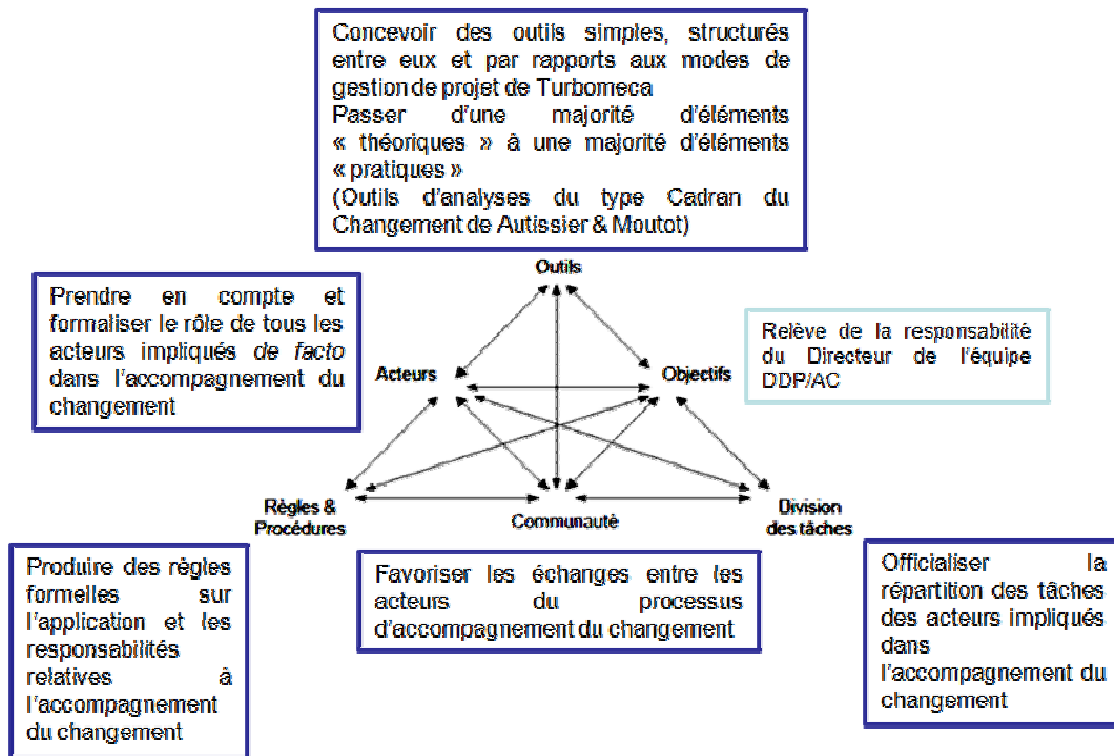 Concevoir des outils simples, structurés
entre eux et par rapports aux modes de
gestion de projet de Turbomeca
Passer d'une majorité d'éléments
« théoriques » à une majorité d'éléments
« pratiques »
(Outils d'analyses du type Cadran du
Changement de Autissier & Moutot)
Outils
Prendre en compte et
formaliser le rôle de tous les
acteurs impliqués de facto
dans l'accompagnement du
changement
Acteurs
Objectifs
Relève de la responsabilité
du Directeur de l'équipe
DDP/AC
Règles &
Procédures
Communauté
Division
des tâches
Produire des règles
formelles sur
l'application et les
responsabilités
relatives à
l'accompagnement
du changement
Favoriser les échanges entre les
acteurs du processus
d'accompagnement du changement
Officialiser la
répartition des tâches
des acteurs impliqués
dans
l'accompagnement du
changement